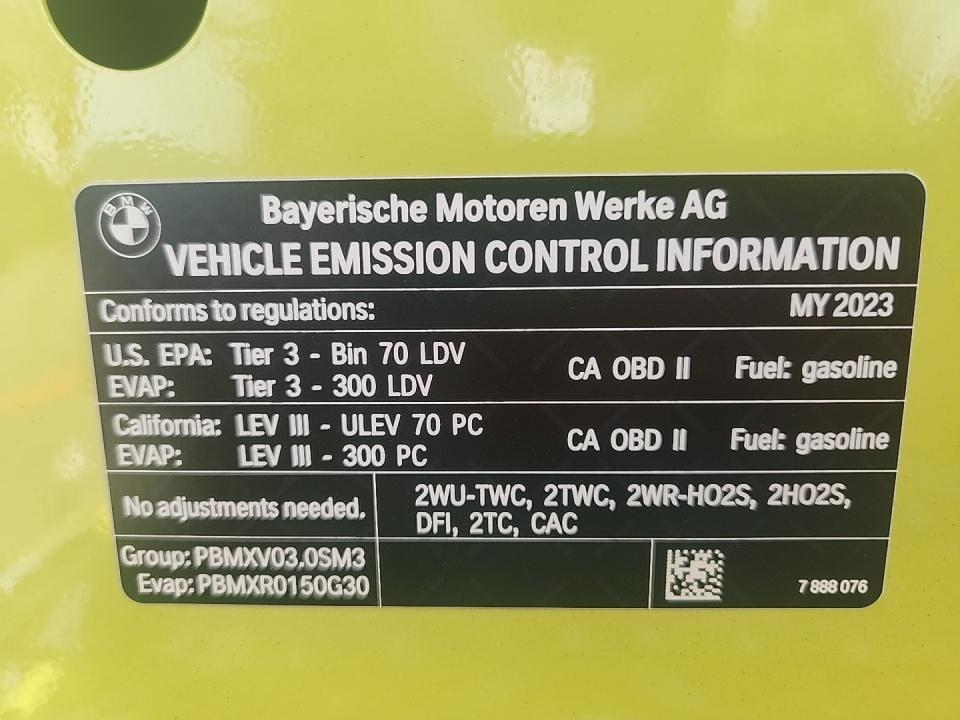 BMW
Bayerische Motoren Werke AG
VEHICLE EMISSION CONTROL INFORMATION
Conforms to regulations: MY 2023
U.S. EPA: Tier 3 - Bin 70 LDV
EVAP: Tier 3 - 300 LDV
CA OBD II Fuel: gasoline
California: LEV III - ULEV 70 PC
EVAP: LEV III - 300 PC
CA OBD II Fuel: gasoline
No adjustments needed.
2WU-TWC, 2TWC, 2WR-HO2S, 2HO2S,
DFI, 2TC, CAC
Group: PBMXV03.0SM3
Evap: PBMXR0150G30
7 888 076